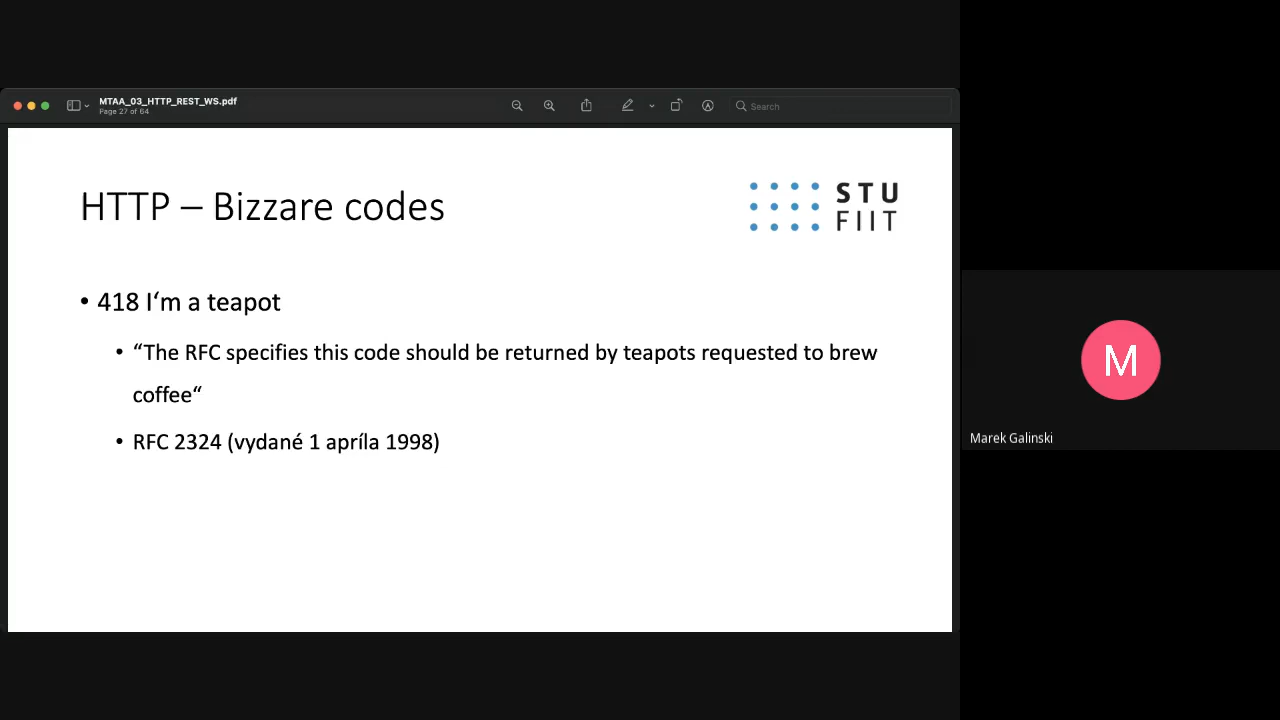 MTAA_03_HTTP_REST_WS.pdf
Page 27 of 64
Search
HTTP – Bizzare codes
STU
FIIT
• 418 I‘m a teapot
• “The RFC specifies this code should be returned by teapots requested to brew
coffee“
• RFC 2324 (vydané 1 apríla 1998)
M
Marek Galinski